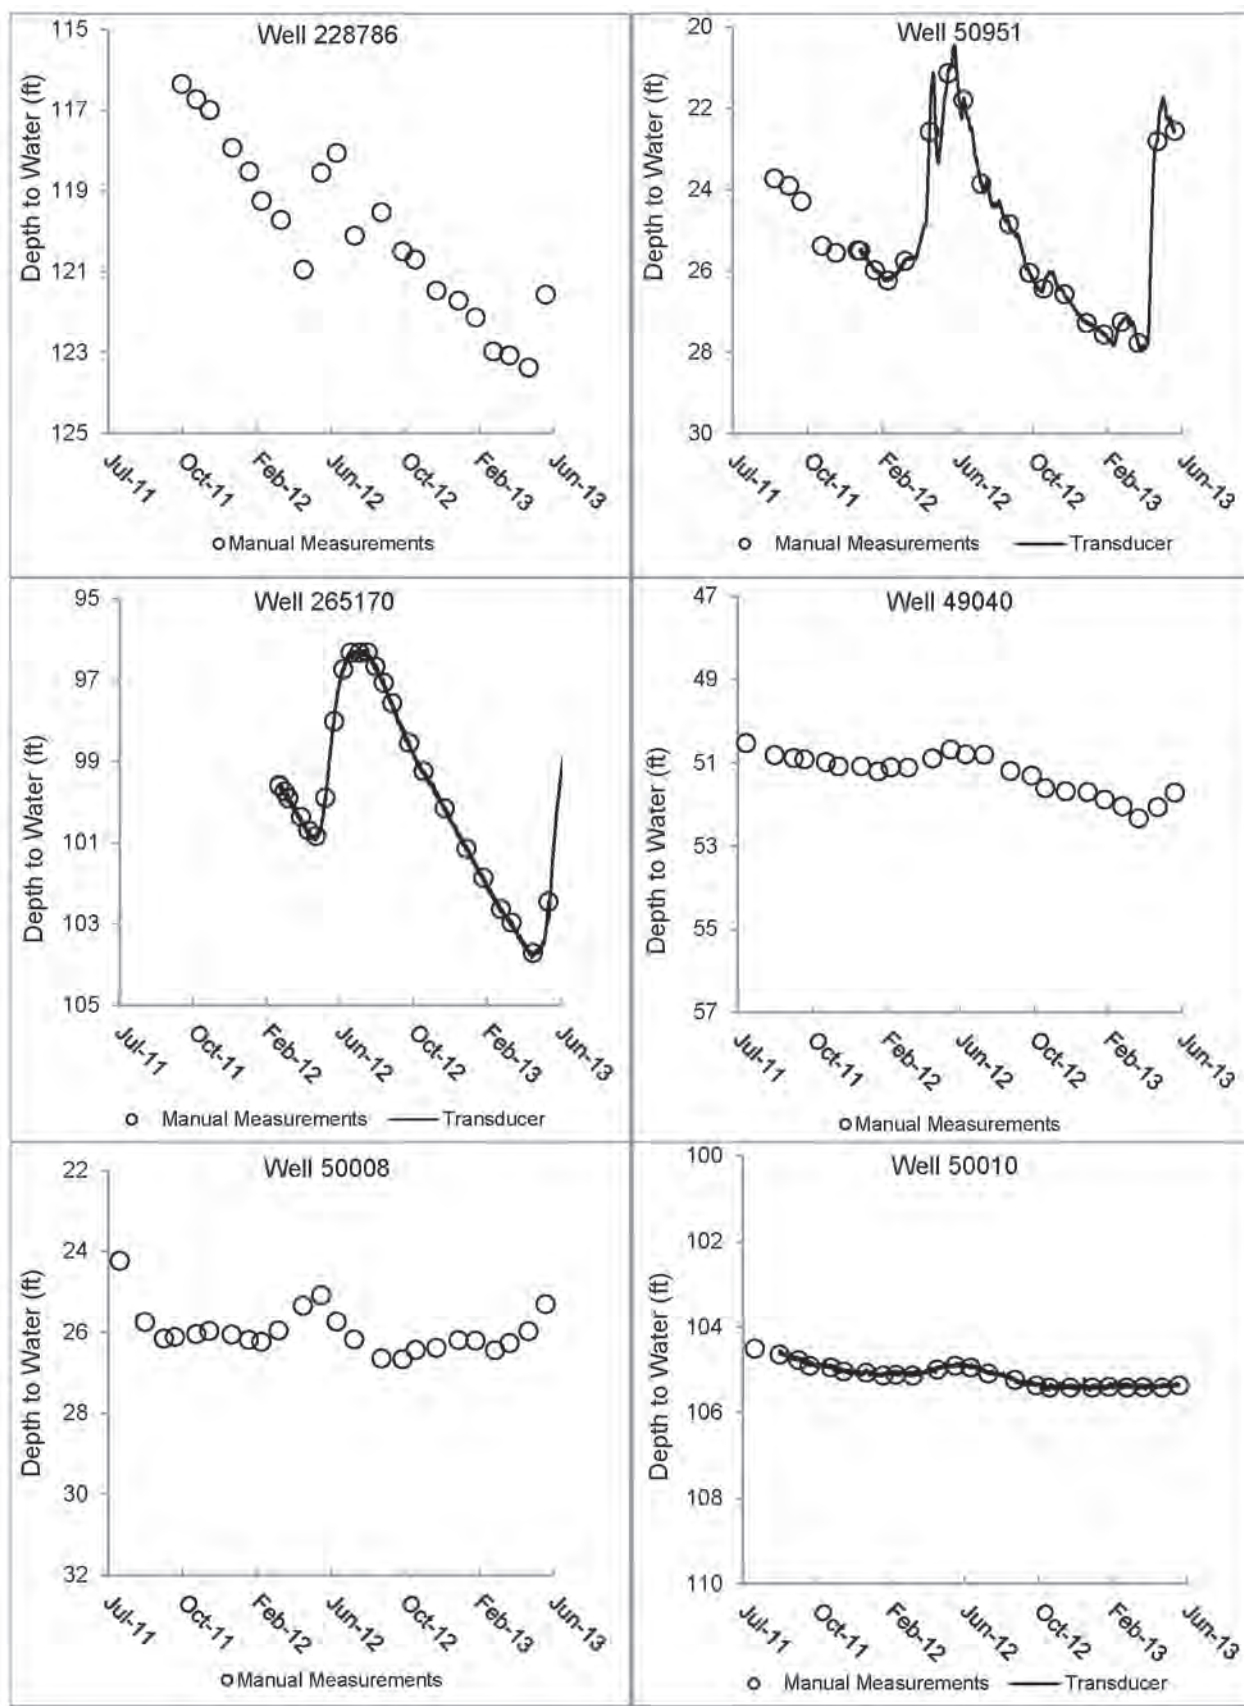 Well 228786
Depth to Water (ft)
115
117
119
121
123
125
Jul-11
Oct-11
Feb-12
Jun-12
Oct-12
Feb-13
Jun-13
Manual Measurements
Well 50951
Depth to Water (ft)
20
22
24
26
28
30
Jul-11
Oct-11
Feb-12
Jun-12
Oct-12
Feb-13
Jun-13
Manual Measurements Transducer
Well 265170
Depth to Water (ft)
95
97
99
101
103
105
Jul-11
Oct-11
Feb-12
Jun-12
Oct-12
Feb-13
Jun-13
Manual Measurements Transducer
Well 49040
Depth to Water (ft)
47
49
51
53
55
57
Jul-11
Oct-11
Feb-12
Jun-12
Oct-12
Feb-13
Jun-13
Manual Measurements
Well 50008
Depth to Water (ft)
22
24
26
28
30
32
Jul-11
Oct-11
Feb-12
Jun-12
Oct-12
Feb-13
Jun-13
Manual Measurements
Well 50010
Depth to Water (ft)
100
102
104
106
108
110
Jul-11
Oct-11
Feb-12
Jun-12
Oct-12
Feb-13
Jun-13
Manual Measurements Transducer